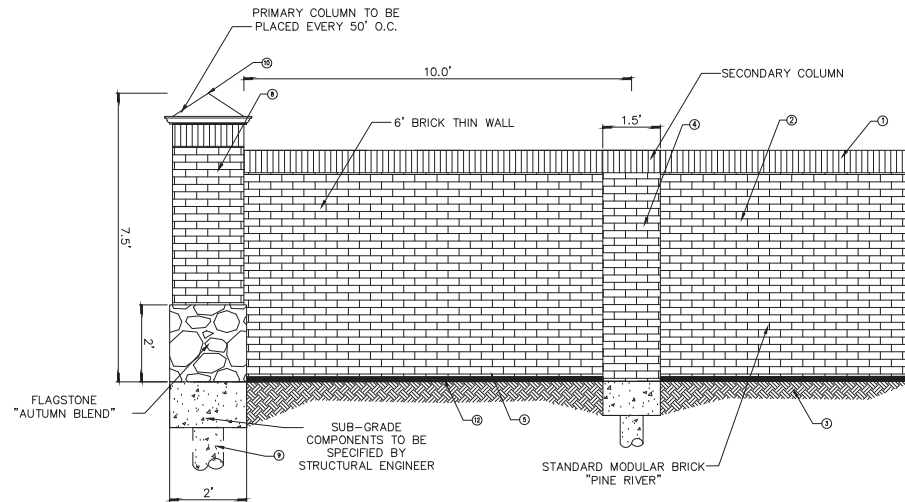 PRIMARY COLUMN TO BE
PLACED EVERY 50' O.C.
10
8
10.0'
SECONDARY COLUMN
6' BRICK THIN WALL
1.5'
4
2
1
7.5'
2'
FLAGSTONE
"AUTUMN BLEND"
SUB-GRADE
COMPONENTS TO BE
SPECIFIED BY
STRUCTURAL ENGINEER
12
5
3
9
STANDARD MODULAR BRICK
"PINE RIVER"
2'